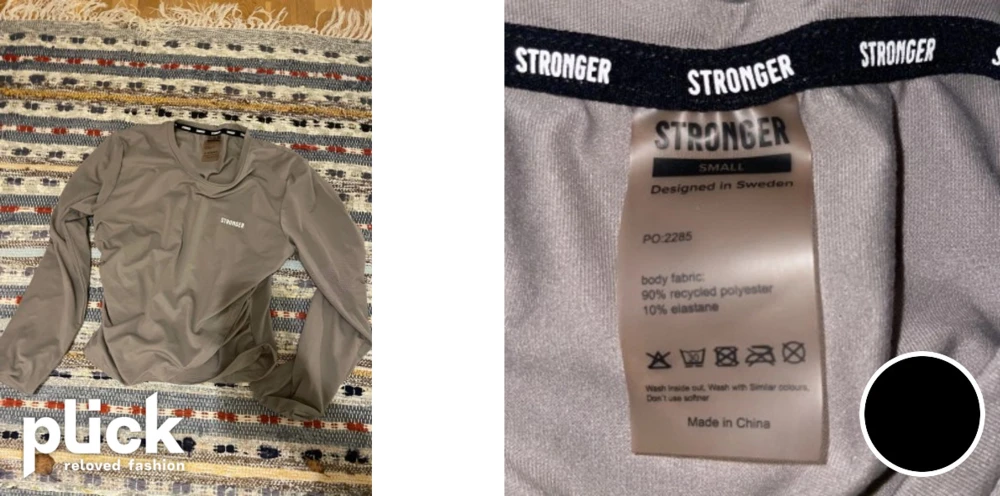 STRONGER
plick
reloved fashion
STRONGER STRONGER STRONGER
STRONGER
SMALL
Designed in Sweden
PO:2285
body fabric:
90% recycled polyester
10% elastane
30
Wash inside out, Wash with Similar colours,
Don't use softner
Made in China